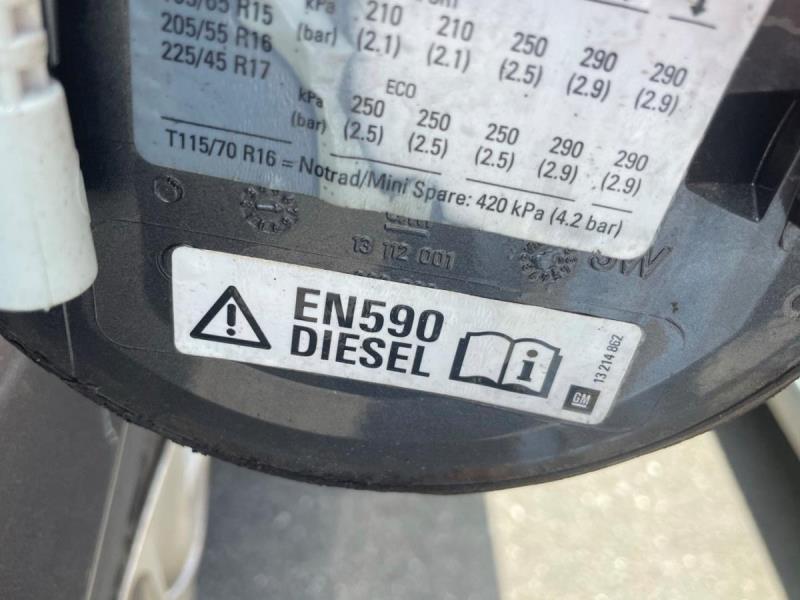 R15 kPa 210 210
205/55 R16 (bar) (2.1) (2.1) 250 290 290
225/45 R17 (2.5) (2.9) (2.9)
ECO
kPa 250 250 250 290 290
(bar) (2.5) (2.5) (2.5) (2.9) (2.9)
T115/70 R16 = Notrad/Mini Spare: 420 kPa (4.2 bar)
13 112 001
EN590
DIESEL
i
13 214 862
GM